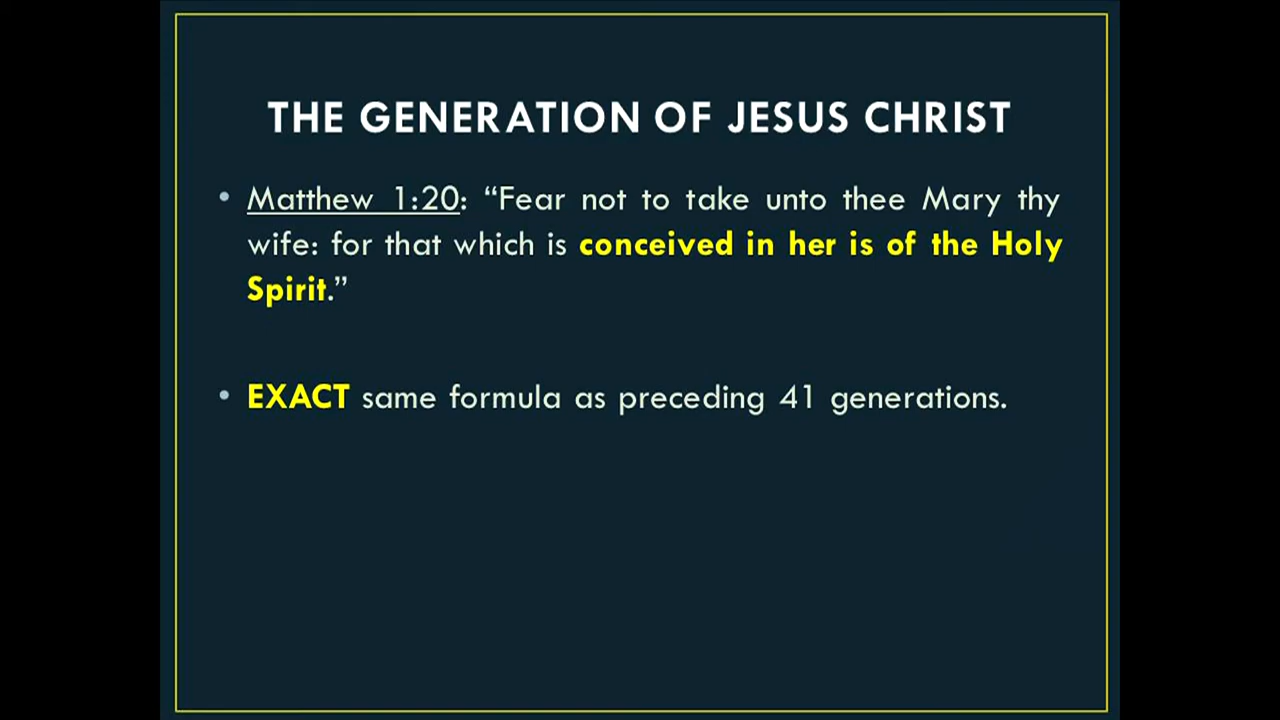 THE GENERATION OF JESUS CHRIST
• Matthew 1:20: “Fear not to take unto thee Mary thy
wife: for that which is conceived in her is of the Holy
Spirit.”
• EXACT same formula as preceding 41 generations.